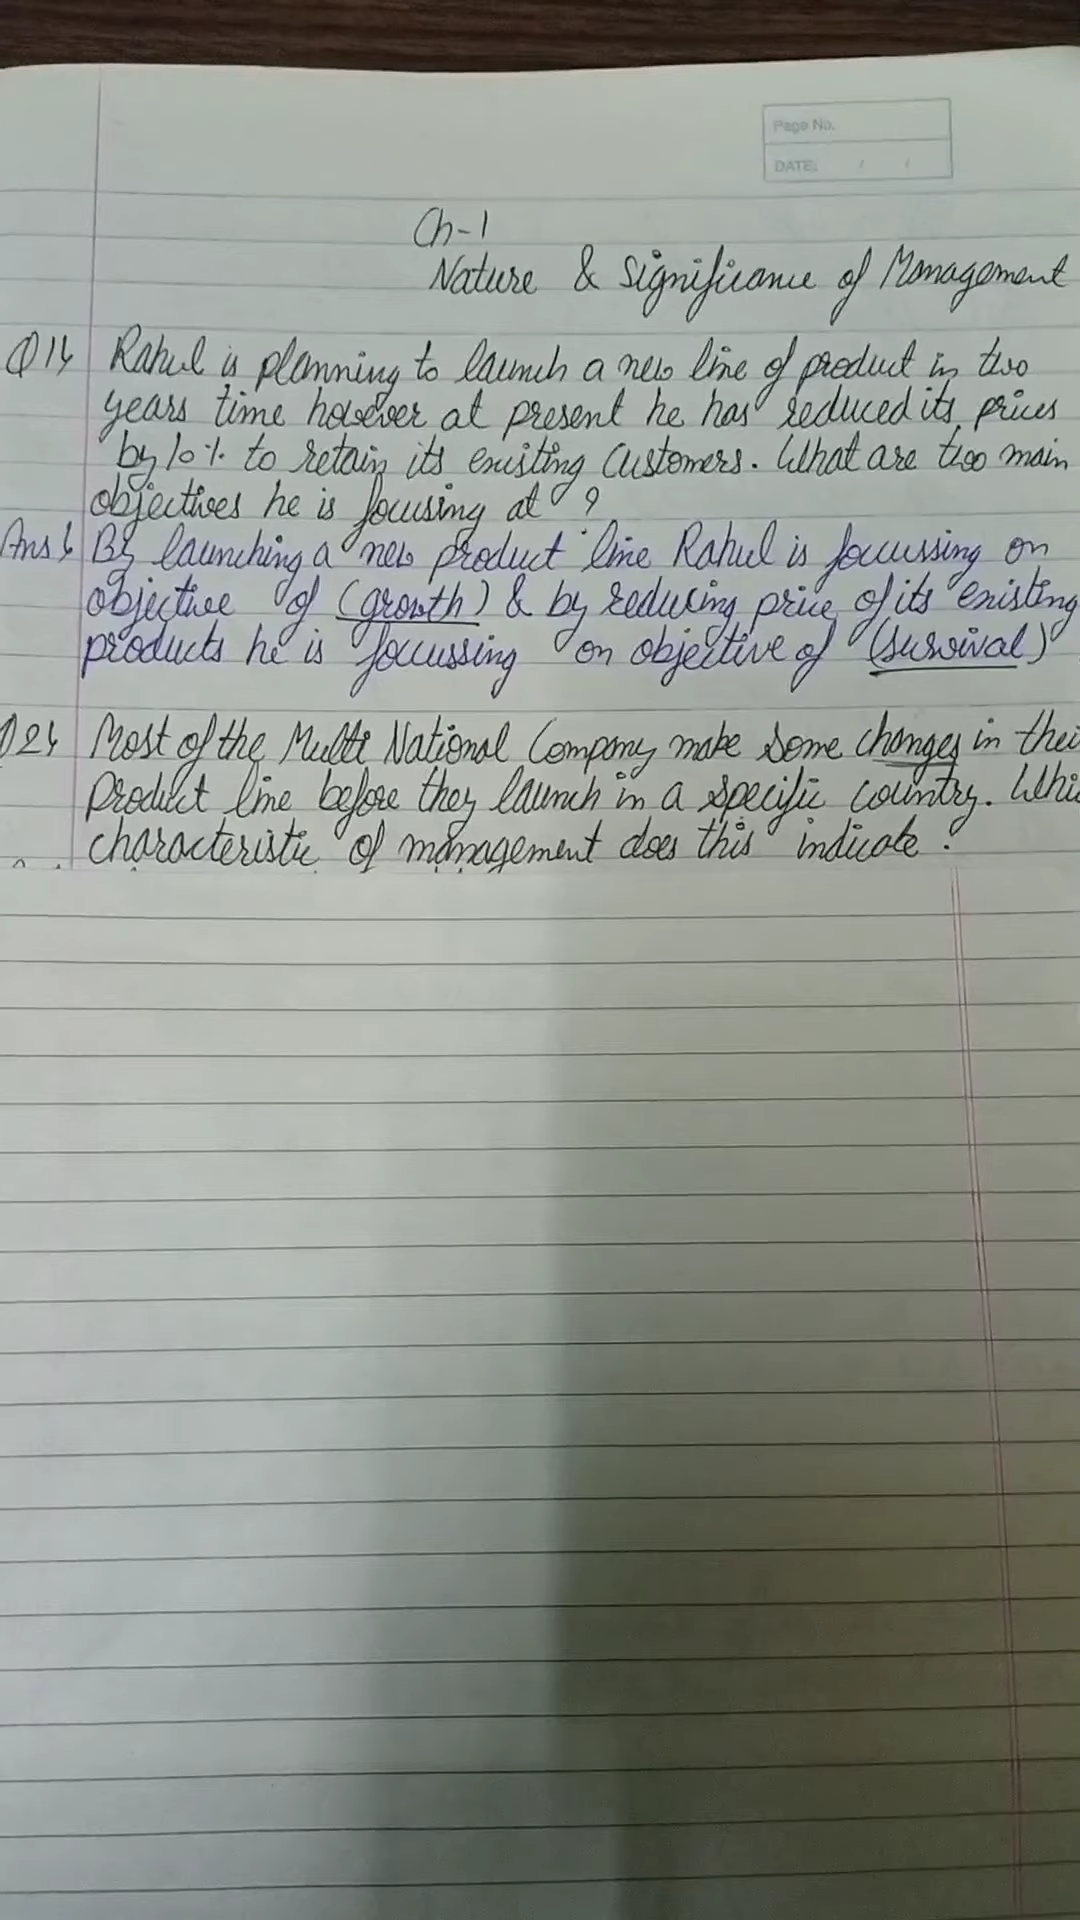 Page No.
DATE: / /
Ch-1
Nature & Significance of Management
Q1 Rahul is planning to launch a new line of product in two
years time however at present he has reduced its prices
by 10% to retain its existing customers. What are two main
objectives he is focusing at ?
Ans By launching a new product line Rahul is focussing on
objective of (growth) & by reducing price of its existing
products he is focussing on objective of (survival)
Q2 Most of the Multi National Company make some changes in thei
Product line before they launch in a specific country. Whic
characteristic of management does this indicate ?